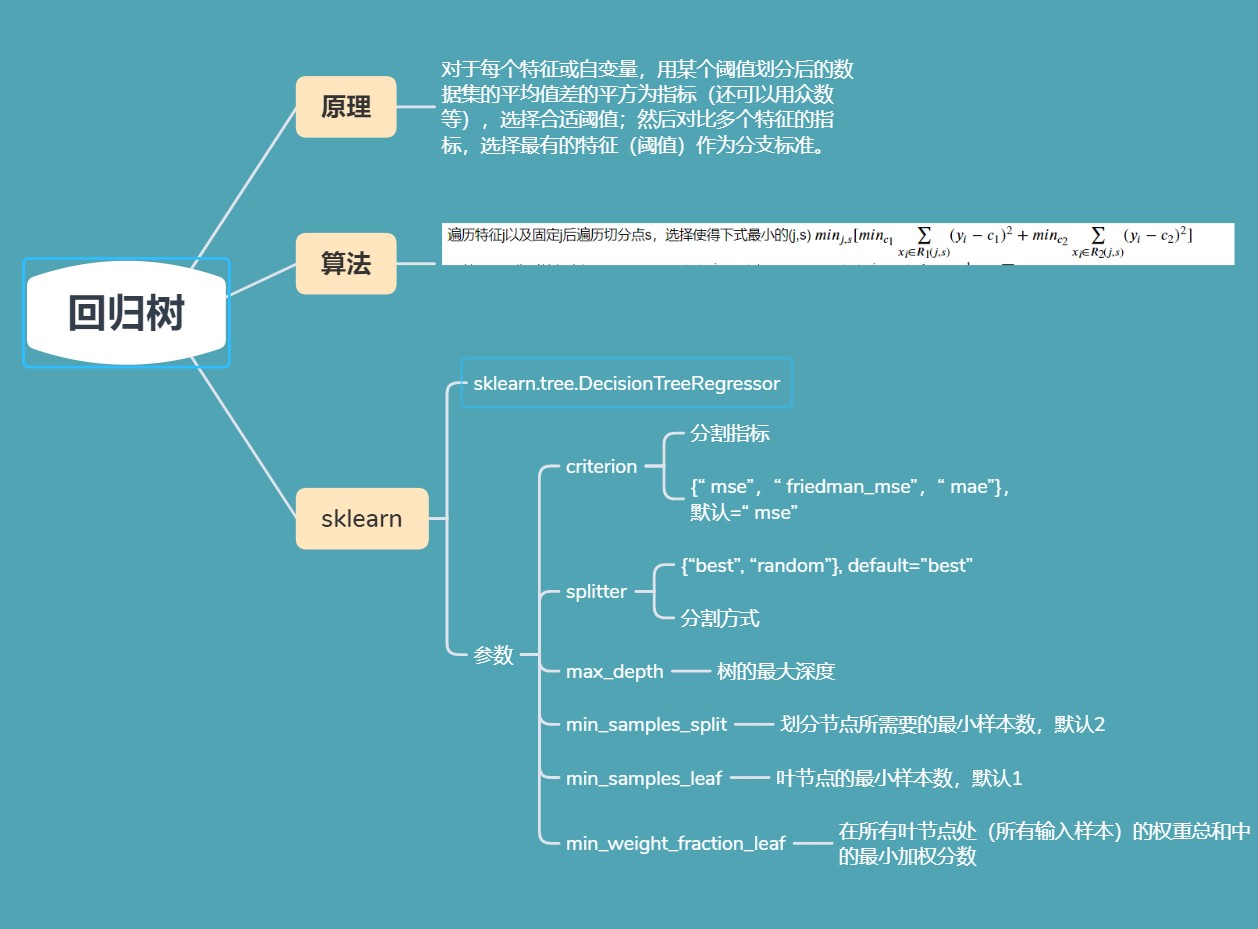 对于每个特征或自变量，用某个阈值划分后的数
据集的平均值差的平方为指标（还可以用众数
等），选择合适阈值；然后对比多个特征的指
标，选择最有的特征（阈值）作为分支标准。
原理
遍历特征j以及固定j后遍历切分点s，选择使得下式最小的(j,s) min_{j,s}[min_{c_1} ∑_{x_i∈R_1(j,s)} (y_i − c_1)^2 + min_{c_2} ∑_{x_i∈R_2(j,s)} (y_i − c_2)^2]
算法
回归树
sklearn
sklearn.tree.DecisionTreeRegressor
参数
criterion
分割指标
{“ mse”，“ friedman_mse”，“ mae”}，
默认=“ mse”
splitter
{“best”, “random”}, default=”best”
分割方式
max_depth
树的最大深度
min_samples_split
划分节点所需要的最小样本数，默认2
min_samples_leaf
叶节点的最小样本数，默认1
min_weight_fraction_leaf
在所有叶节点处（所有输入样本）的权重总和中
的最小加权分数